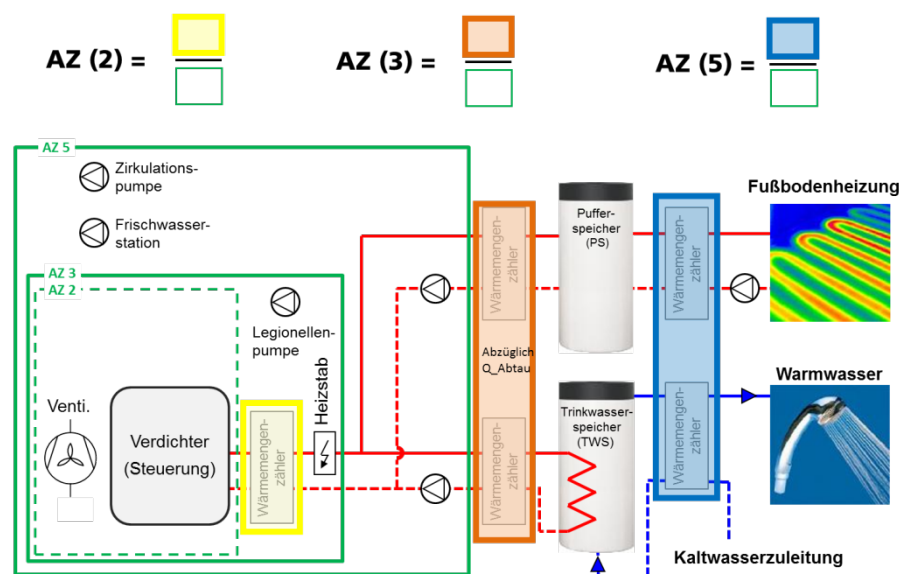 AZ (2) =
AZ (3) =
AZ (5) =
AZ 5
Zirkulations-
pumpe
Frischwasser-
station
AZ 3
AZ 2
Legionellen-
pumpe
Venti.
Verdichter
(Steuerung)
Wärmemengen-
zähler
Heizstab
Wärmemengen-
zähler
Abzüglich
Q_Abtau
Wärmemengen-
zähler
Puffer-
speicher
(PS)
Trinkwasser-
speicher
(TWS)
Wärmemengen-
zähler
Wärmemengen-
zähler
Fußbodenheizung
Warmwasser
Kaltwasserzuleitung